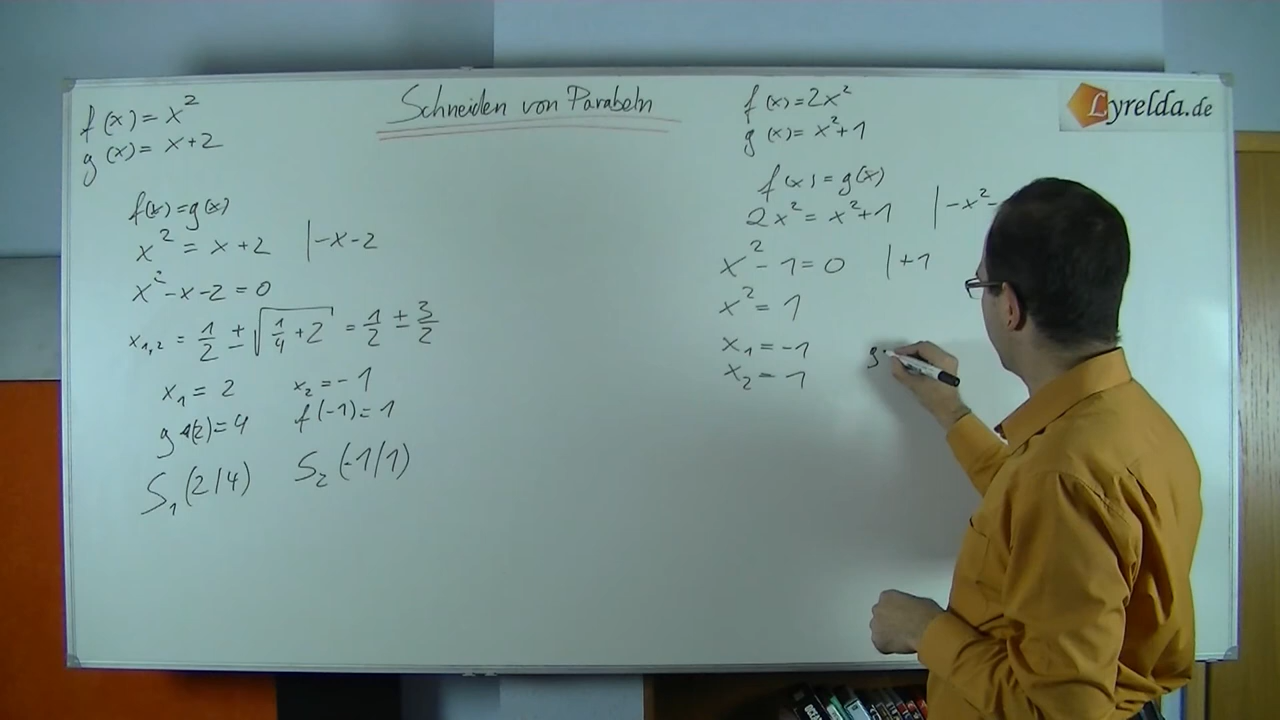 Schneiden von Parabeln
Lyrelda.de
f(x) = x²
g(x) = x+2
f(x) = g(x)
x² = x+2 |-x-2
x²-x-2=0
x₁,₂ = 1/2 ± √(1/4+2) = 1/2 ± 3/2
x₁ = 2 x₂ = -1
g(2)=4 f(-1)=1
S₁(2/4) S₂(-1/1)
f(x)=2x²
g(x)= x²+1
f(x) = g(x)
2x² = x²+1 |-x²-
x²-1=0 |+1
x² = 1
x₁ = -1
x₂ = 1
g